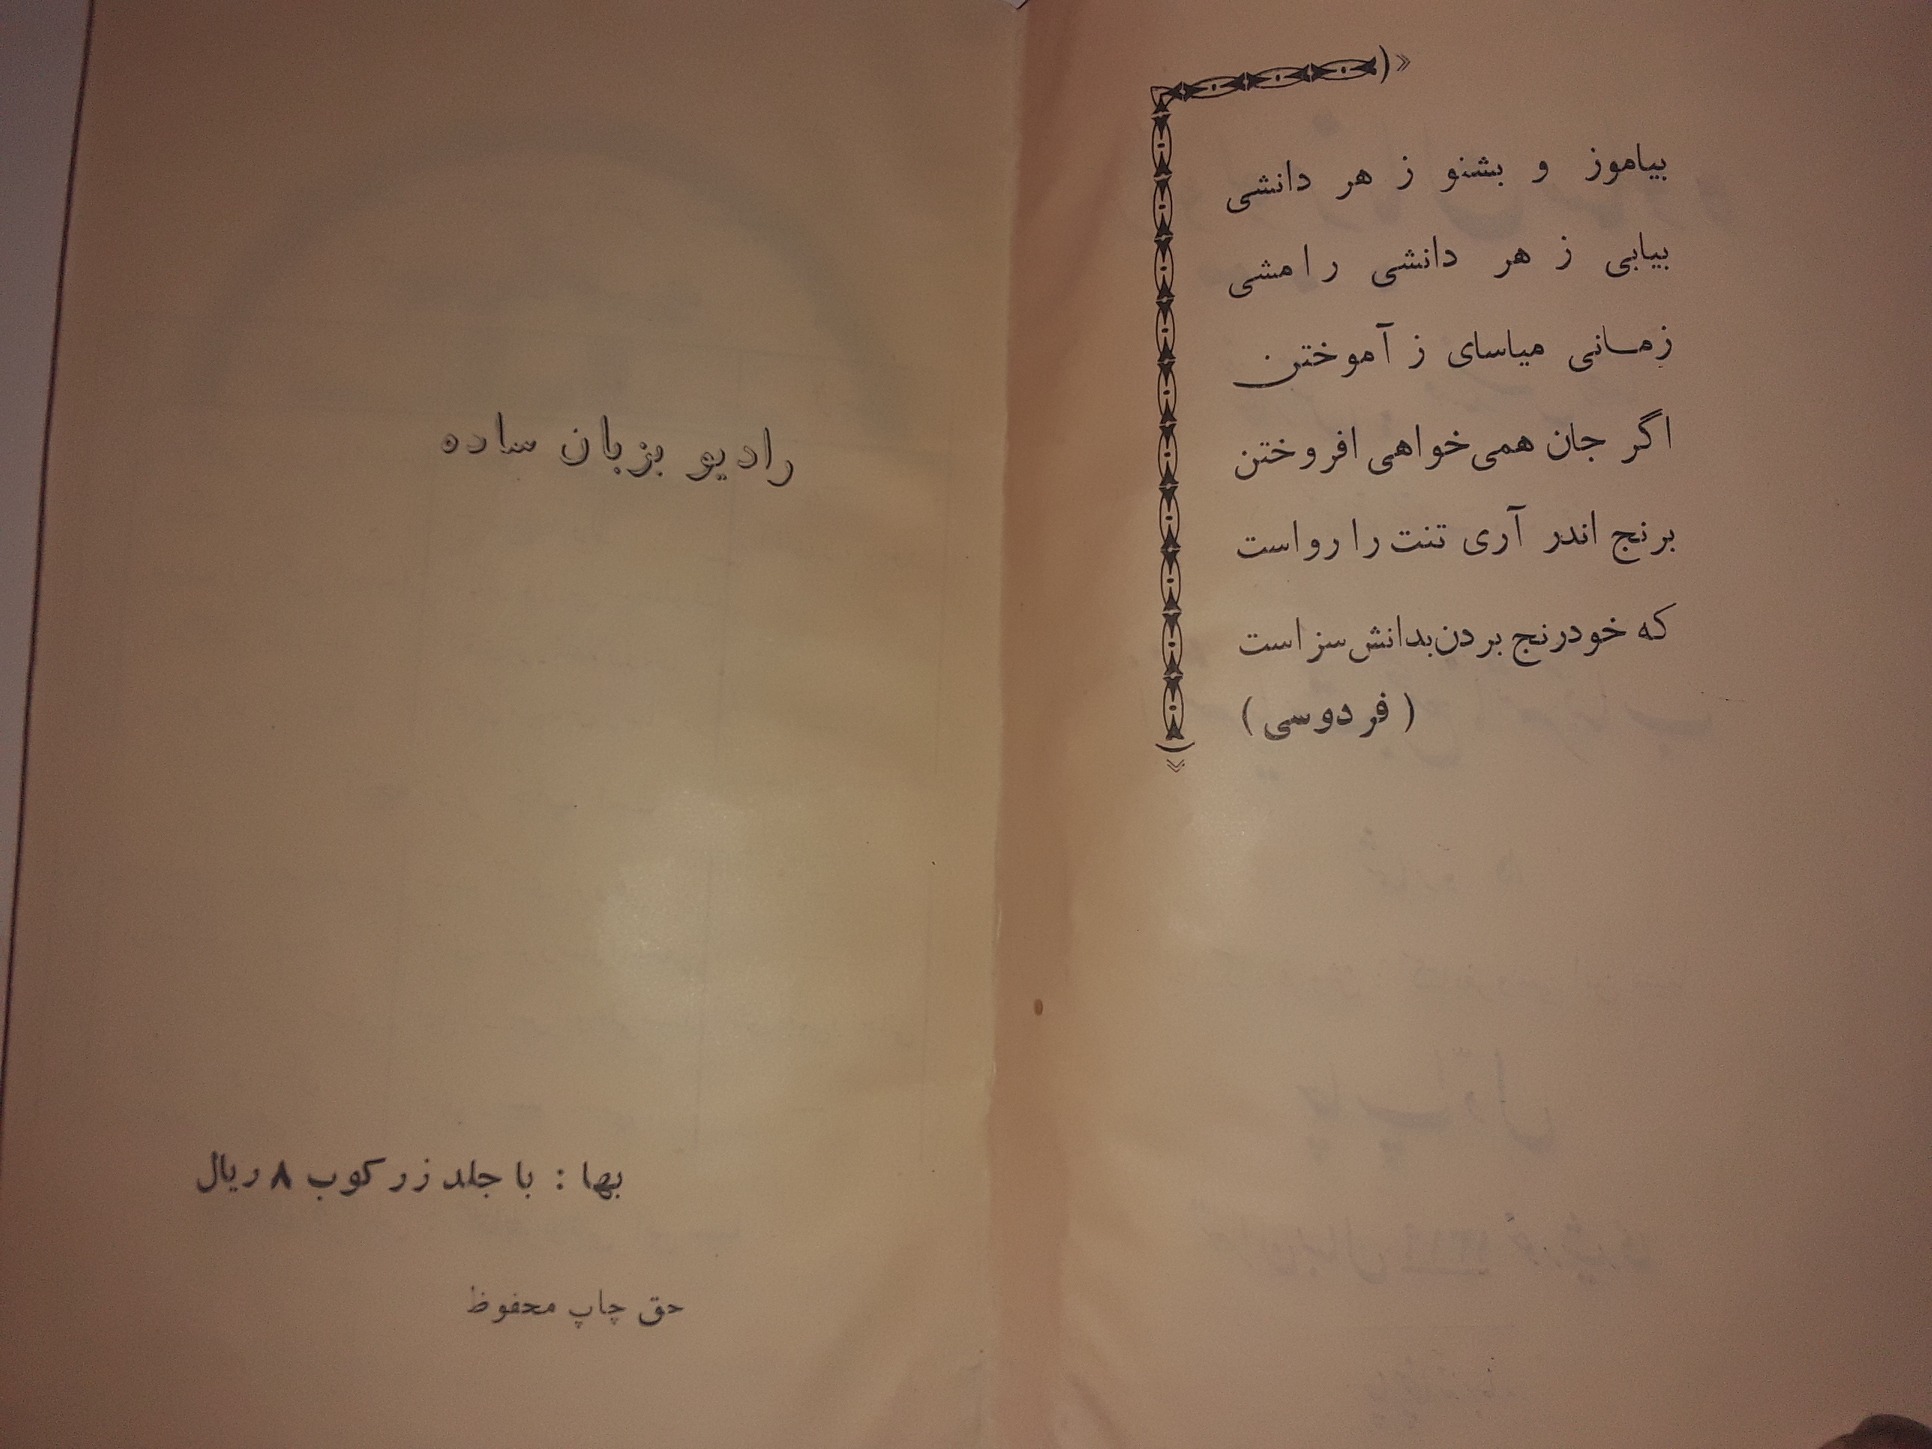 بیاموز و بشنو ز هر دانشی
بیابی ز هر دانشی رامشی
زمانی میاسای ز آموختن
اگر جان همی‌خواهی افروختن
برنج اندر آری تنت را رواست
که خود رنج بردن بدانش سزاست
( فردوسی )
رادیو بزبان ساده
بها : با جلد زرکوب ۸ ریال
حق چاپ محفوظ